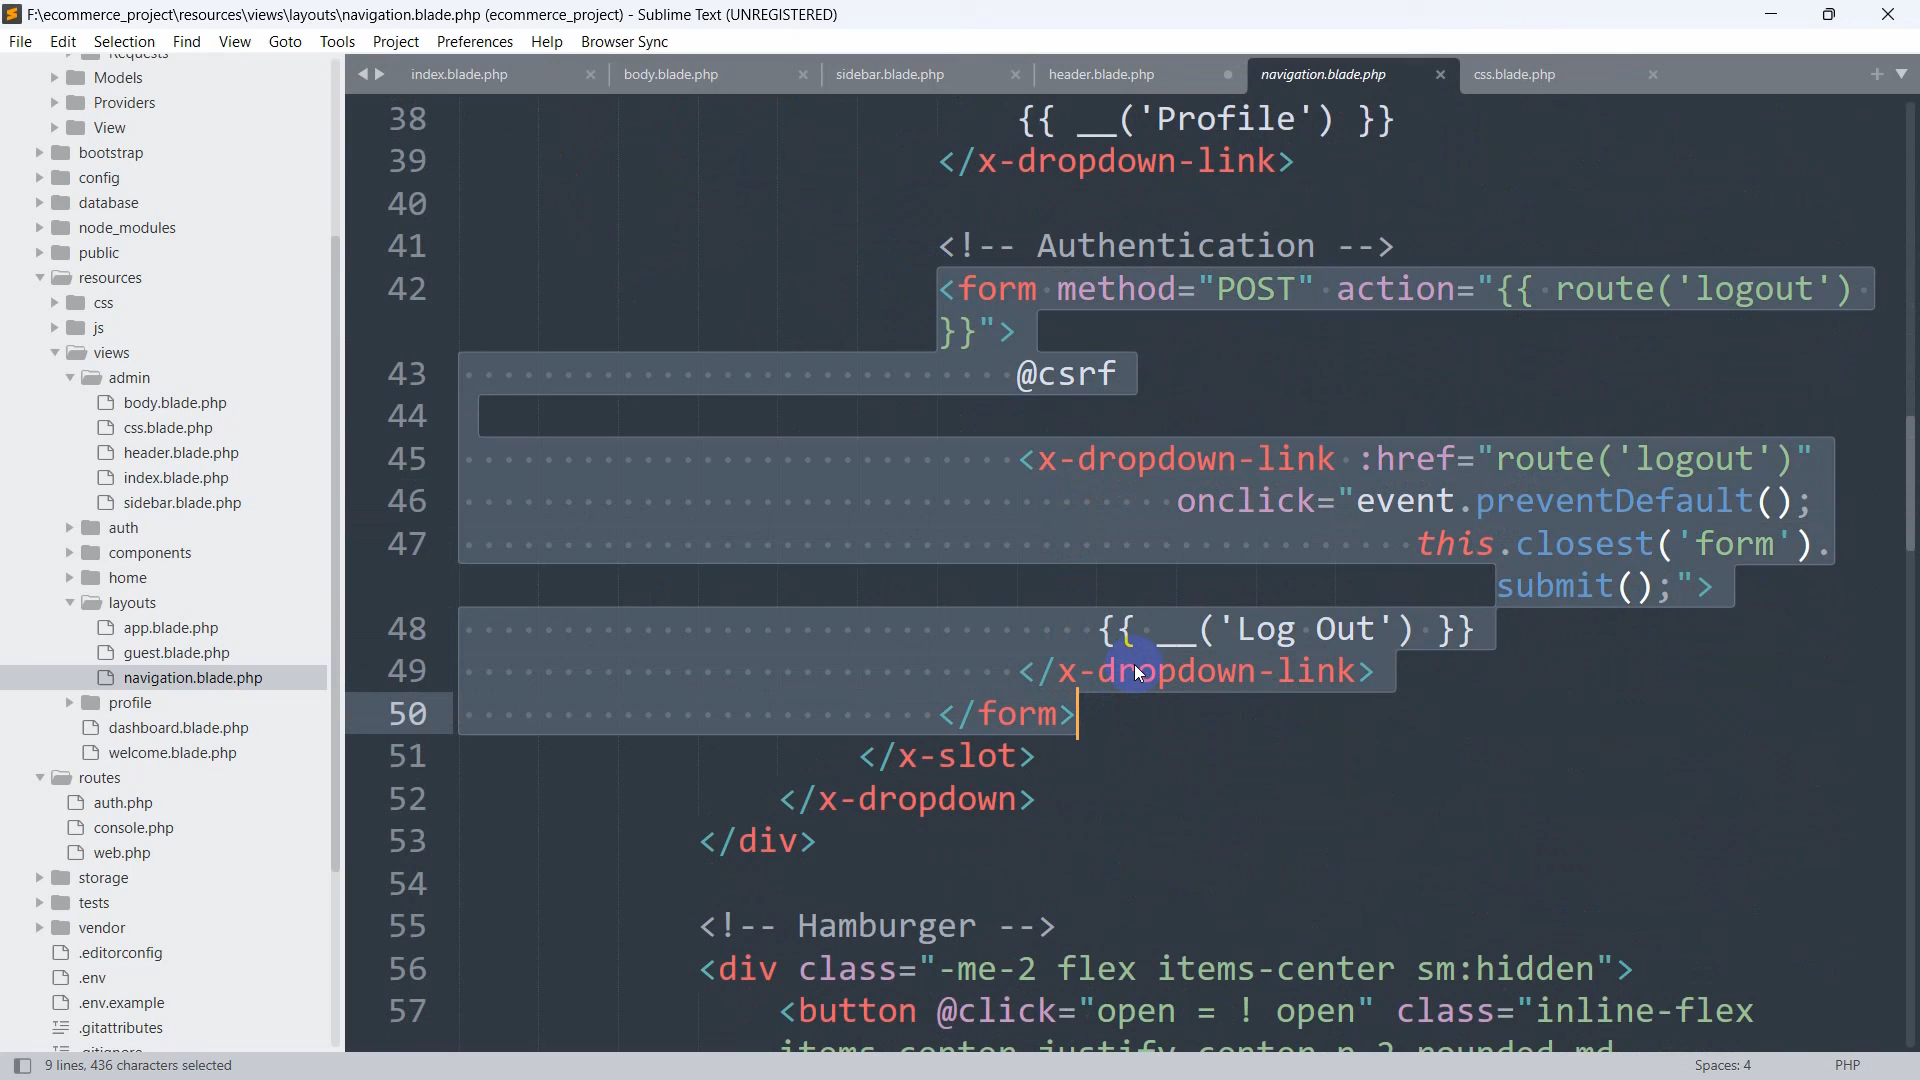 F:\ecommerce_project\resources\views\layouts\navigation.blade.php (ecommerce_project) - Sublime Text (UNREGISTERED)
File Edit Selection Find View Goto Tools Project Preferences Help Browser Sync
index.blade.php body.blade.php sidebar.blade.php header.blade.php navigation.blade.php css.blade.php
Requests
Models
Providers
View
bootstrap
config
database
node_modules
public
resources
css
js
views
admin
body.blade.php
css.blade.php
header.blade.php
index.blade.php
sidebar.blade.php
auth
components
home
layouts
app.blade.php
guest.blade.php
navigation.blade.php
profile
dashboard.blade.php
welcome.blade.php
routes
auth.php
console.php
web.php
storage
tests
vendor
.editorconfig
.env
.env.example
.gitattributes
.gitignore
38 {{ __('Profile') }}
39 </x-dropdown-link>
40
41 <!-- Authentication -->
42 <form method="POST" action="{{ route('logout')
}}">
43 @csrf
44
45 <x-dropdown-link :href="route('logout')"
46 onclick="event.preventDefault();
47 this.closest('form').
submit();">
48 {{ __('Log Out') }}
49 </x-dropdown-link>
50 </form>
51 </x-slot>
52 </x-dropdown>
53 </div>
54
55 <!-- Hamburger -->
56 <div class="-me-2 flex items-center sm:hidden">
57 <button @click="open = ! open" class="inline-flex
items-center justify-center p-2 rounded-md
9 lines, 436 characters selected Spaces: 4 PHP